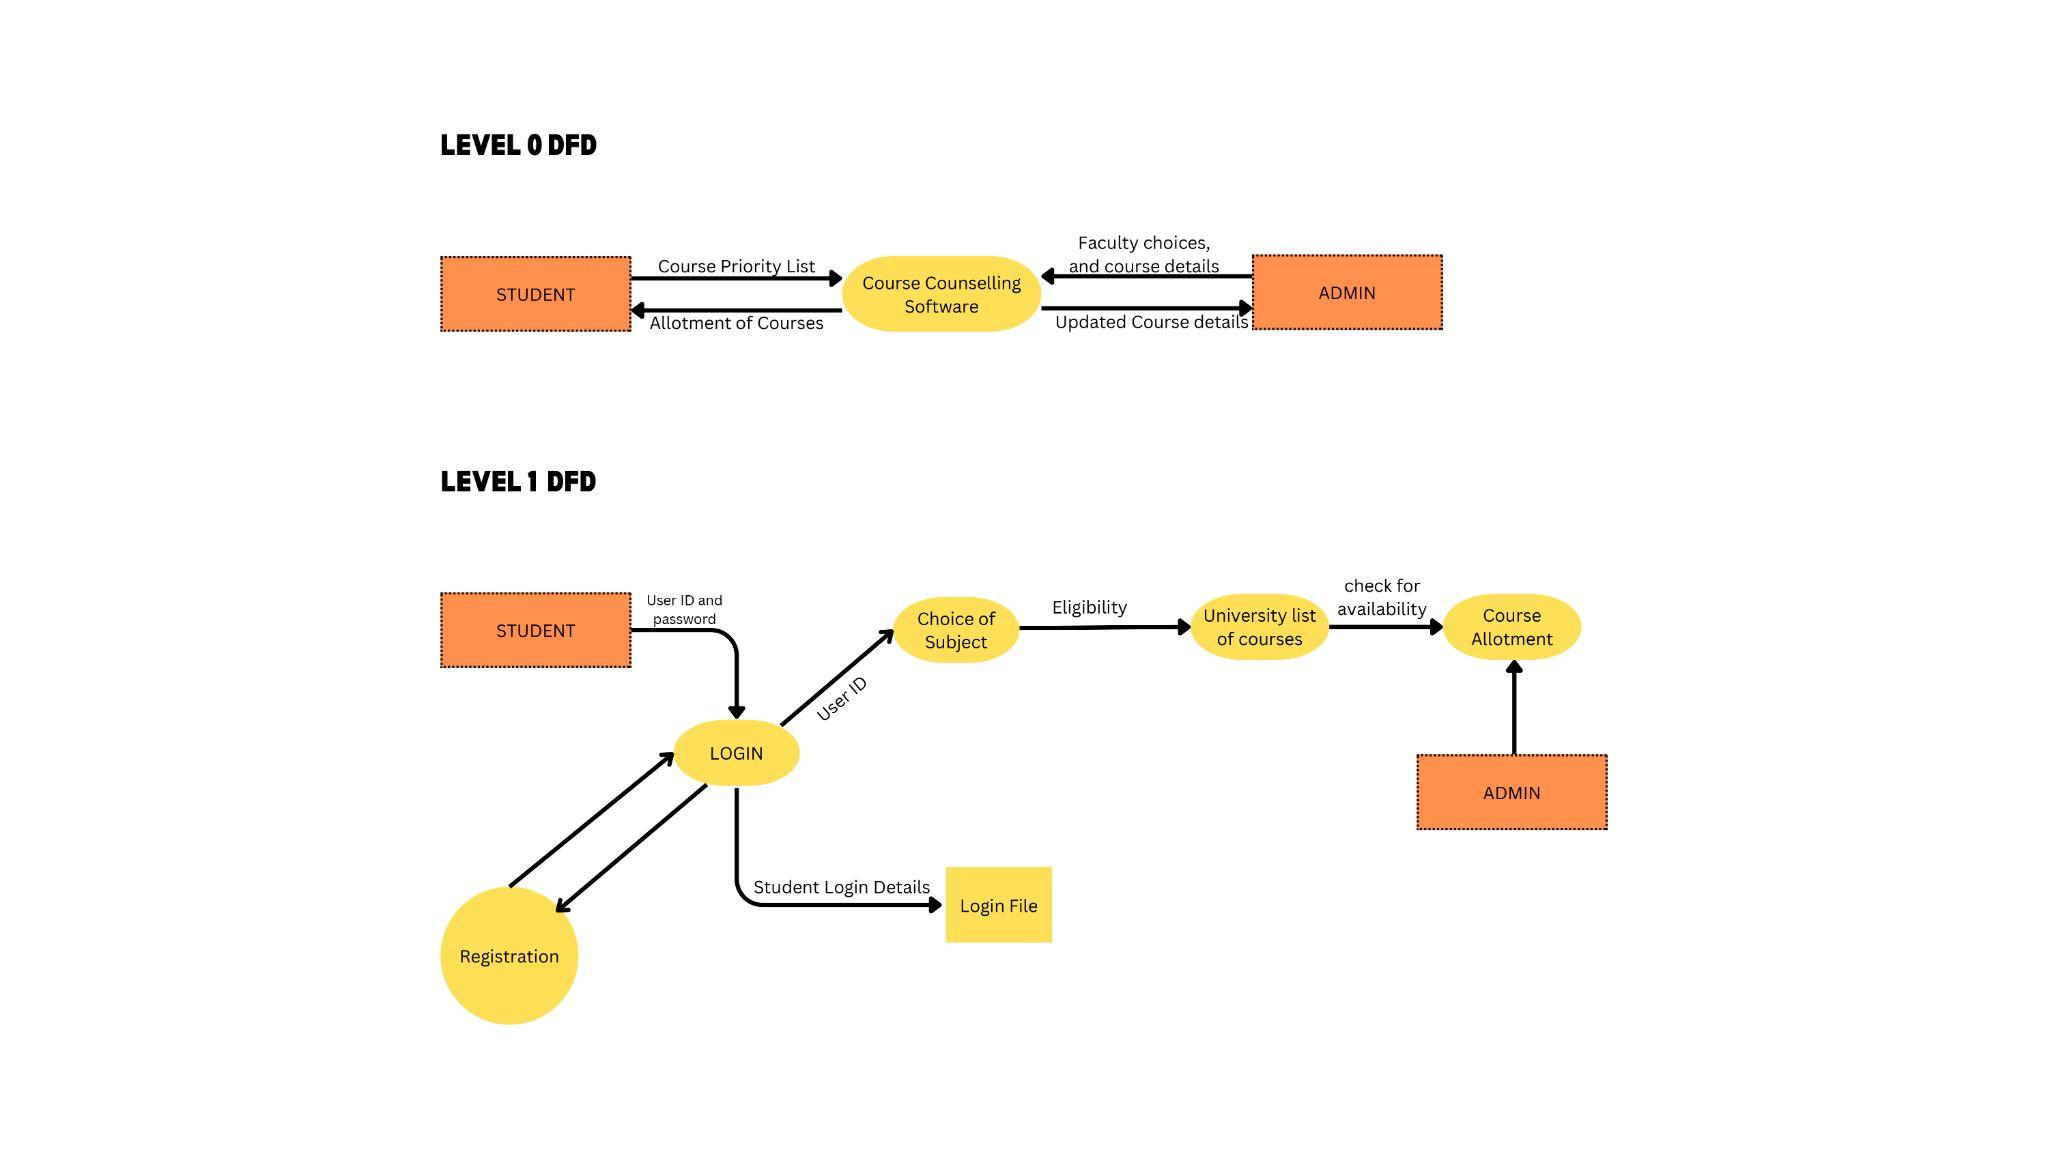 LEVEL 0 DFD
STUDENT
Course Priority List
Allotment of Courses
Course Counselling
Software
Faculty choices,
and course details
Updated Course details
ADMIN
LEVEL 1 DFD
STUDENT
User ID and
password
LOGIN
User ID
Choice of
Subject
Eligibility
University list
of courses
check for
availability
Course
Allotment
ADMIN
Student Login Details
Login File
Registration